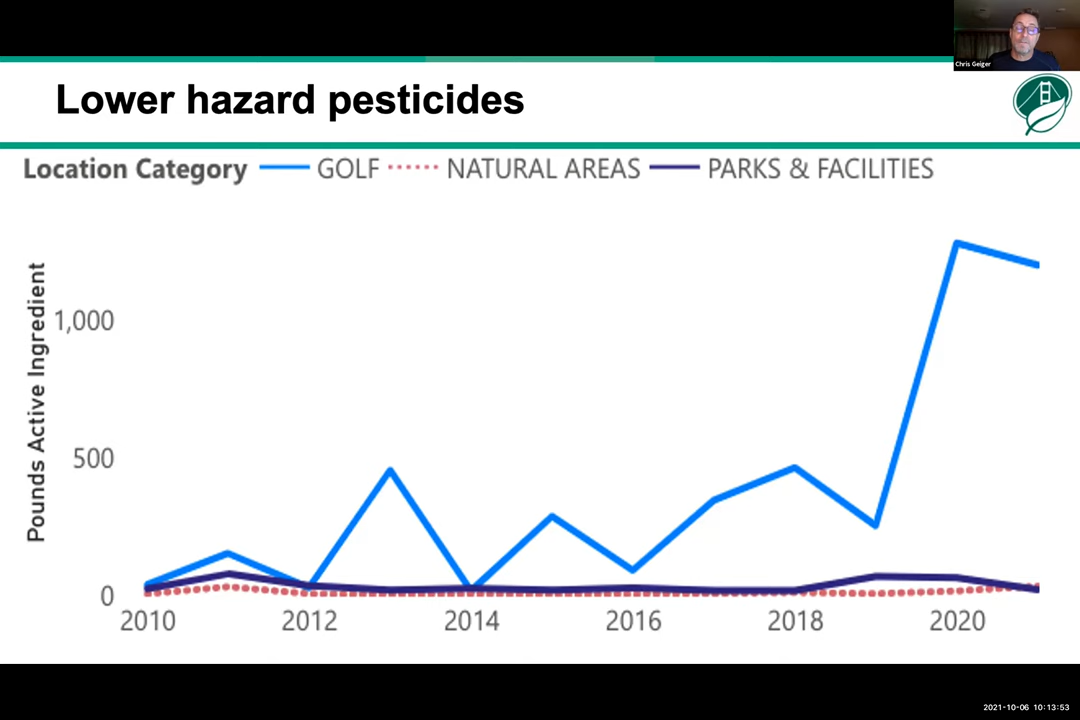 Chris Geiger
Lower hazard pesticides
Location Category GOLF NATURAL AREAS PARKS & FACILITIES
Pounds Active Ingredient
1,000
500
0
2010 2012 2014 2016 2018 2020
2021-10-06 10:13:53